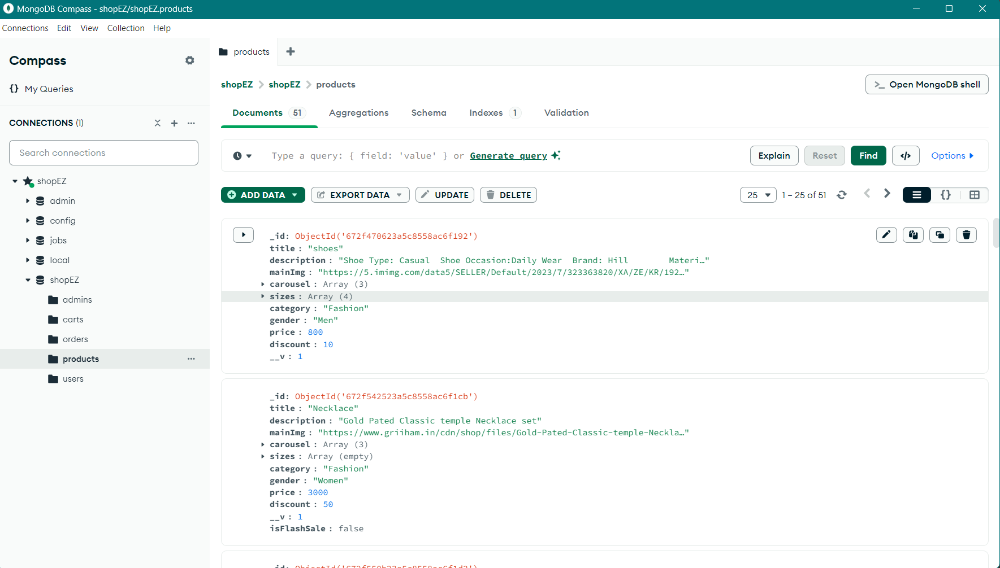 MongoDB Compass - shopEZ/shopEZ.products
Connections Edit View Collection Help
Compass
{} My Queries
CONNECTIONS (1)
Search connections
shopEZ
admin
config
jobs
local
shopEZ
admins
carts
orders
products
users
products
shopEZ > shopEZ > products
>_ Open MongoDB shell
Documents 51 Aggregations Schema Indexes 1 Validation
Type a query: { field: 'value' } or Generate query
Explain Reset Find </> Options
ADD DATA EXPORT DATA UPDATE DELETE
25 1 – 25 of 51 {}
_id: ObjectId('672f470623a5c8558ac6f192')
title : "shoes"
description : "Shoe Type: Casual  Shoe Occasion:Daily Wear  Brand: Hill        Materi…"
mainImg : "https://5.imimg.com/data5/SELLER/Default/2023/7/323363820/XA/ZE/KR/192…"
carousel : Array (3)
sizes : Array (4)
category : "Fashion"
gender : "Men"
price : 800
discount : 10
__v : 1
_id: ObjectId('672f542523a5c8558ac6f1cb')
title : "Necklace"
description : "Gold Pated Classic temple Necklace set"
mainImg : "https://www.griiham.in/cdn/shop/files/Gold-Pated-Classic-temple-Neckla…"
carousel : Array (3)
sizes : Array (empty)
category : "Fashion"
gender : "Women"
price : 3000
discount : 50
__v : 1
isFlashSale : false